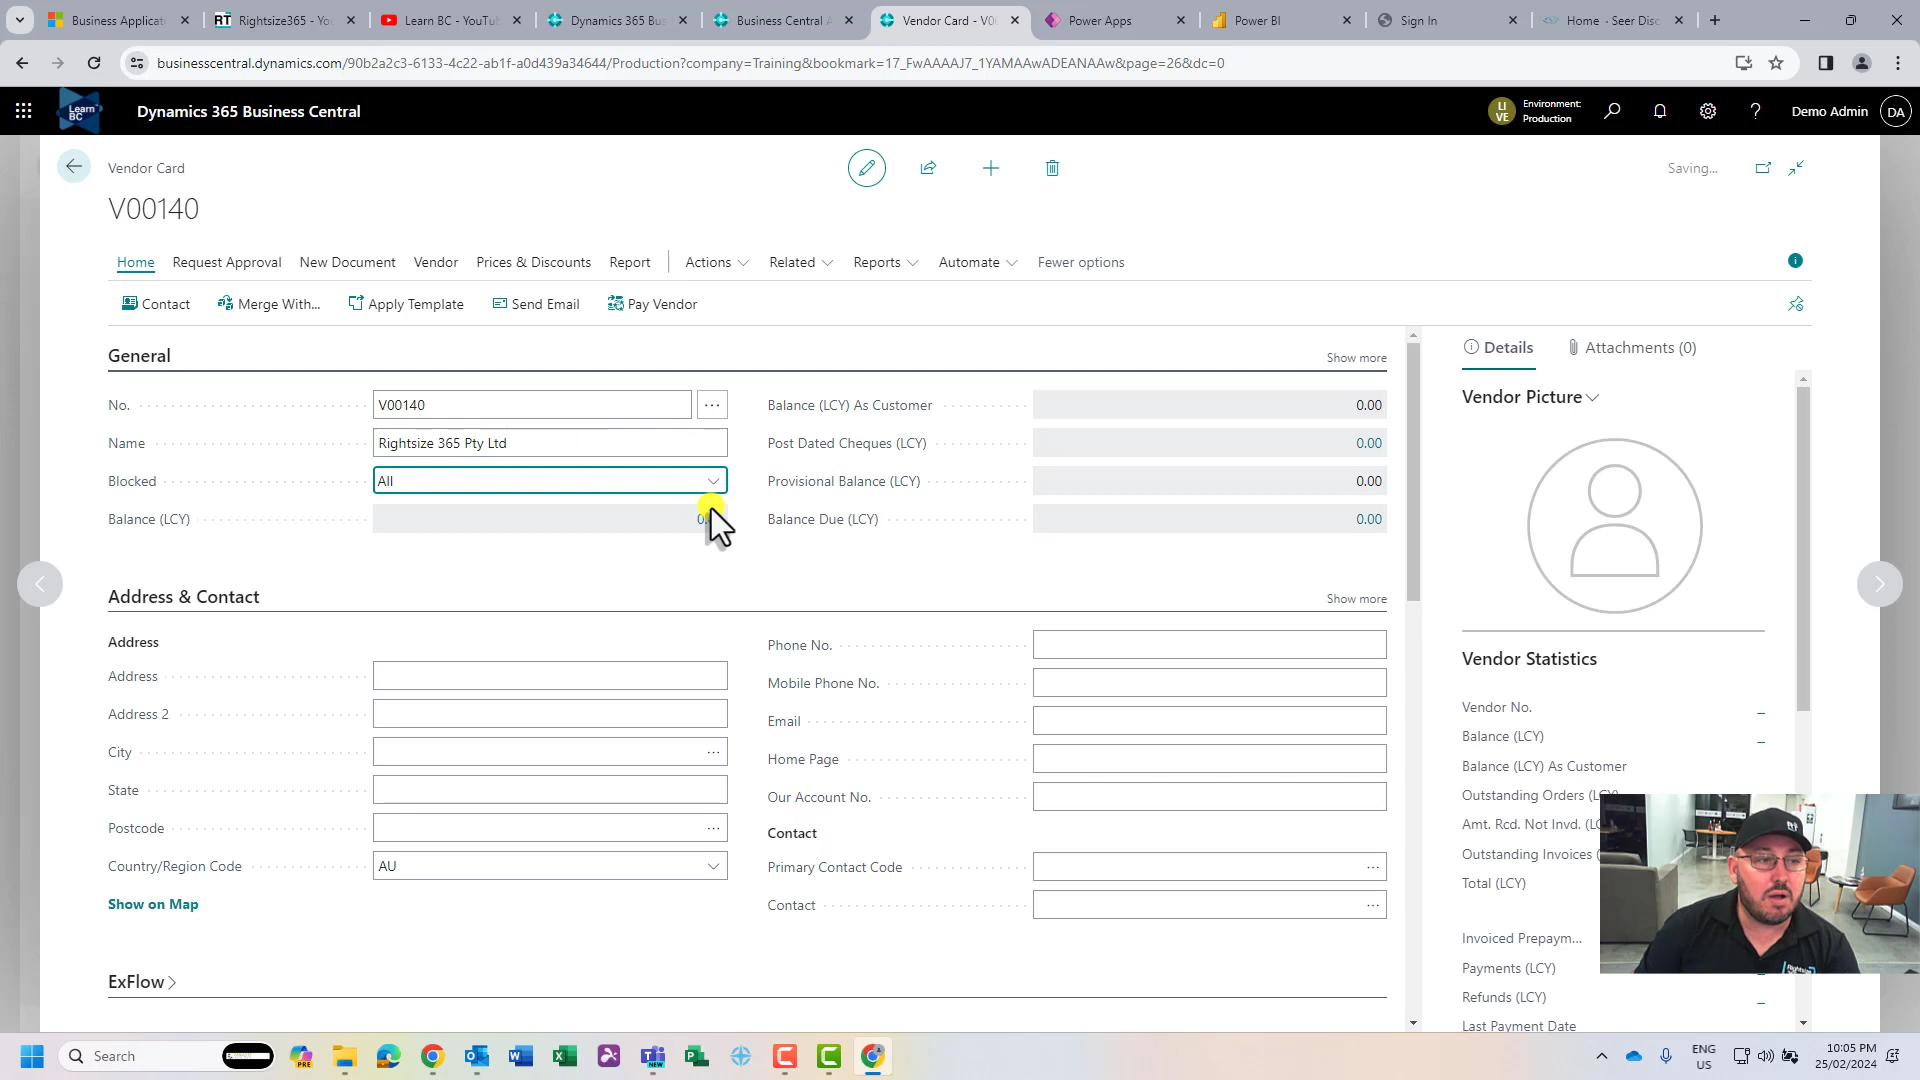 Business Applicat
Rightsize365 - Yo
Learn BC - YouTu
Dynamics 365 Bus
Business Central A
Vendor Card - V00
Power Apps
Power BI
Sign In
Home - Seer Disc
businesscentral.dynamics.com/90b2a2c3-6133-4c22-ab1f-a0d439a34644/Production?company=Training&bookmark=17_FwAAAAJ7_1YAMAAwADEANAAw&page=26&dc=0
Learn BC
Dynamics 365 Business Central
LIVE
Environment: Production
Demo Admin
DA
Vendor Card
Saving...
V00140
Home
Request Approval
New Document
Vendor
Prices & Discounts
Report
Actions
Related
Reports
Automate
Fewer options
Contact
Merge With...
Apply Template
Send Email
Pay Vendor
General
Show more
No.
V00140
Name
Rightsize 365 Pty Ltd
Blocked
All
Balance (LCY)
Balance (LCY) As Customer
0.00
Post Dated Cheques (LCY)
0.00
Provisional Balance (LCY)
0.00
Balance Due (LCY)
0.00
Address & Contact
Show more
Address
Address
Address 2
City
State
Postcode
Country/Region Code
AU
Show on Map
Phone No.
Mobile Phone No.
Email
Home Page
Our Account No.
Contact
Primary Contact Code
Contact
ExFlow
Details
Attachments (0)
Vendor Picture
Vendor Statistics
Vendor No.
Balance (LCY)
Balance (LCY) As Customer
Outstanding Orders (LCY)
Amt. Rcd. Not Invd. (LC
Outstanding Invoices (
Total (LCY)
Invoiced Prepaym...
Payments (LCY)
Refunds (LCY)
Last Payment Date
Search
ENG
US
10:05 PM
25/02/2024